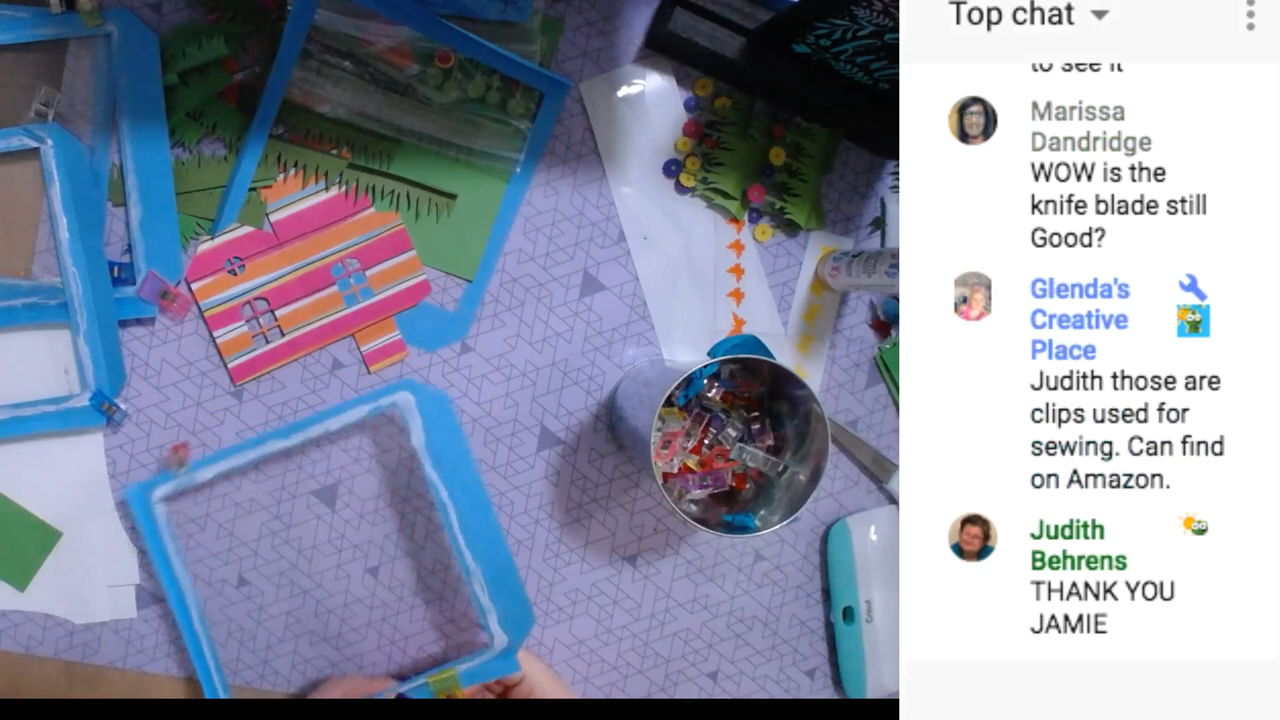 Top chat
to see it
Marissa
Dandridge
WOW is the
knife blade still
Good?
Glenda's
Creative
Place
Judith those are
clips used for
sewing. Can find
on Amazon.
Judith
Behrens
THANK YOU
JAMIE
cricut